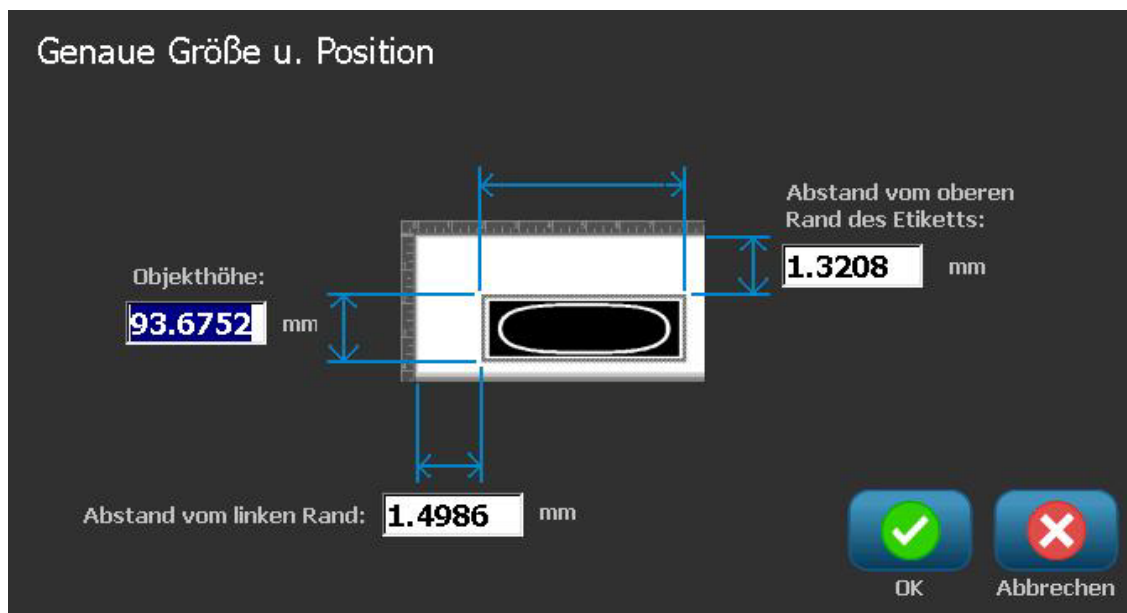 Genaue Größe u. Position
Abstand vom oberen
Rand des Etiketts:
1.3208 mm
Objekthöhe:
93.6752 mm
Abstand vom linken Rand: 1.4986 mm
OK Abbrechen